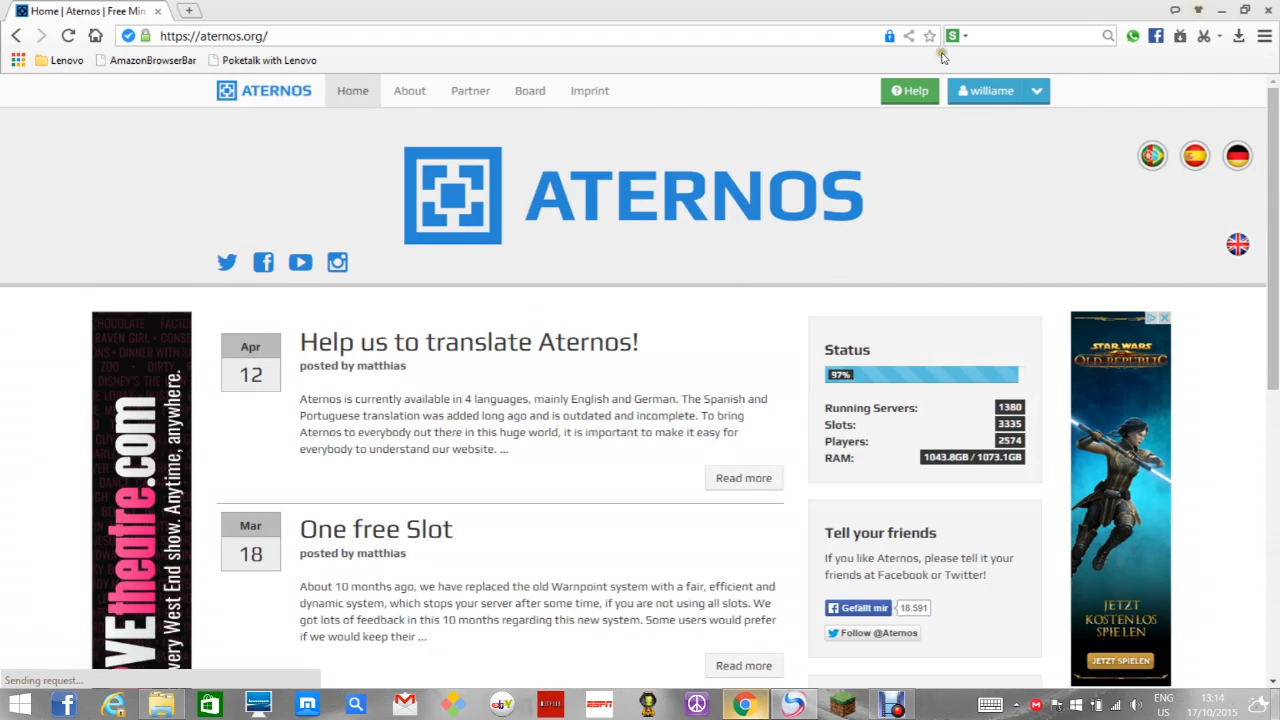 Home | Aternos | Free Min
https://aternos.org/
S
Lenovo
AmazonBrowserBar
Poketalk with Lenovo
ATERNOS
Home
About
Partner
Board
Imprint
Help
williame
ATERNOS
Apr
12
Help us to translate Aternos!
posted by matthias
Aternos is currently available in 4 languages, mainly English and German. The Spanish and
Portuguese translation was added long ago and is outdated and incomplete. To bring
Aternos to everybody out there in this huge world, it is important to make it easy for
everybody to understand our website. ...
Read more
Mar
18
One free Slot
posted by matthias
About 10 months ago, we have replaced the old Warnpoint system with a fair, efficient and
dynamic system, which stops your server after some time, if you are not using all slots. We
got lots of feedback in this 10 months regarding this new system. Some users would prefer
if we would keep their ...
Read more
Status
97%
Running Servers: 1380
Slots: 3335
Players: 2574
RAM: 1043.8GB / 1073.1GB
Tell your friends
If you like Aternos, please tell it your
friends at Facebook or Twitter!
Gefällt mir 18.591
Follow @Aternos
VEtheatre.com
very West End show. Anytime, anywhere.
STAR WARS
OLD REPUBLIC
JETZT
KOSTENLOS
SPIELEN
JETZT SPIELEN
Sending request...
ebY
NETFLIX
ESPN
ENG
US
13:14
17/10/2015